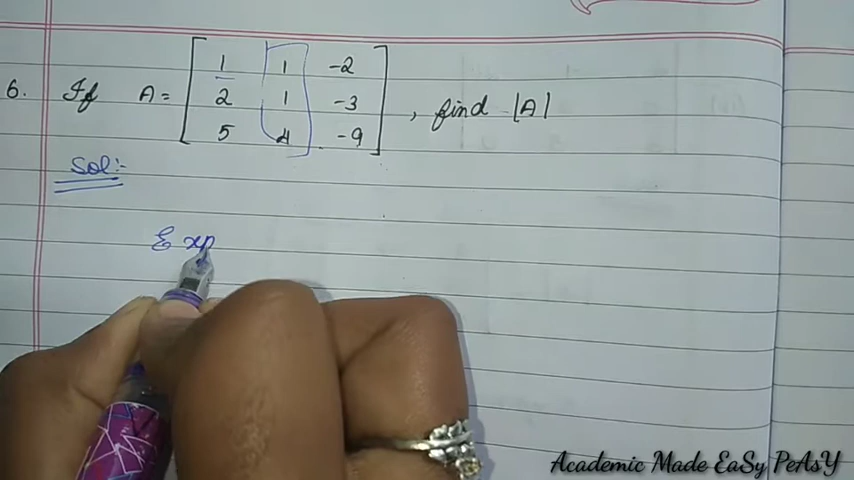 6. If A = [ 1 1 -2
2 1 -3
5 4 -9 ] , find |A|
Sol:-
Exp
Academic Made EaSy PeAsY